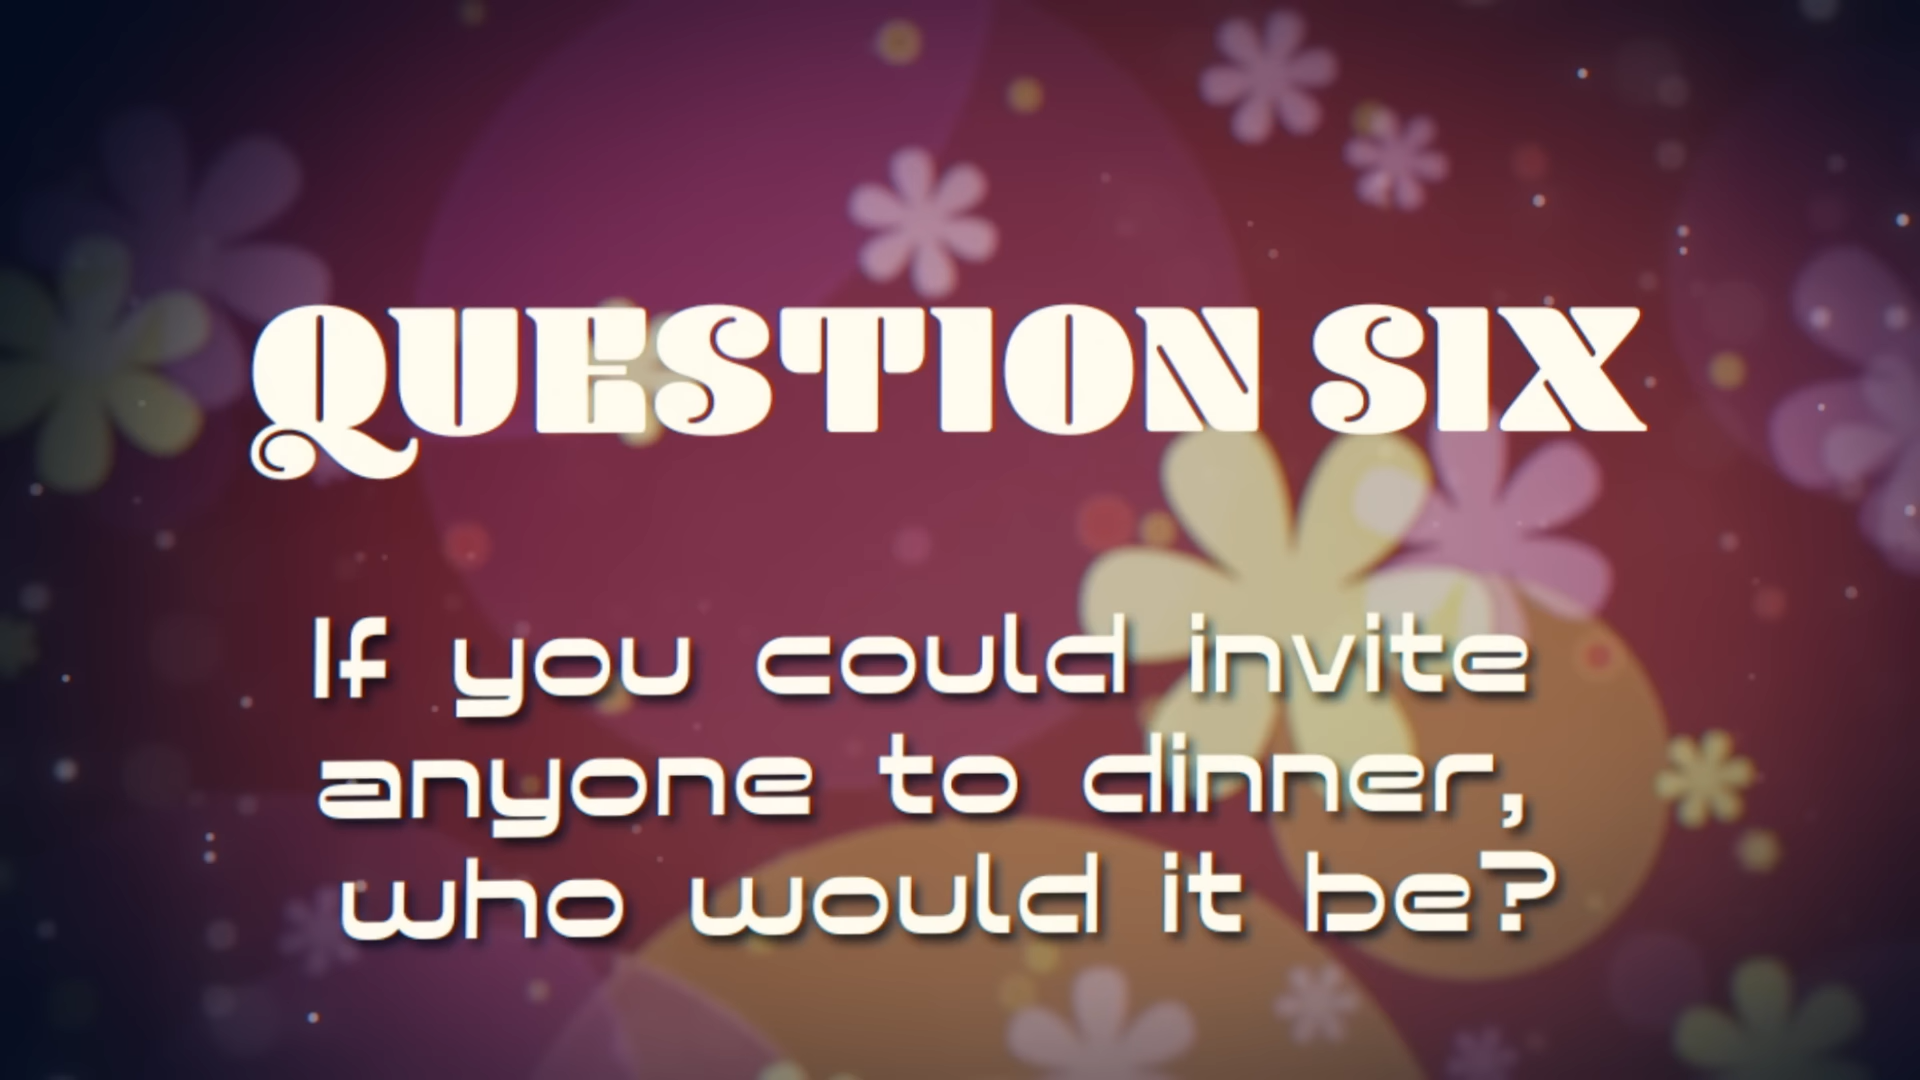 QUESTION SIX
If you could invite
anyone to dinner,
who would it be?